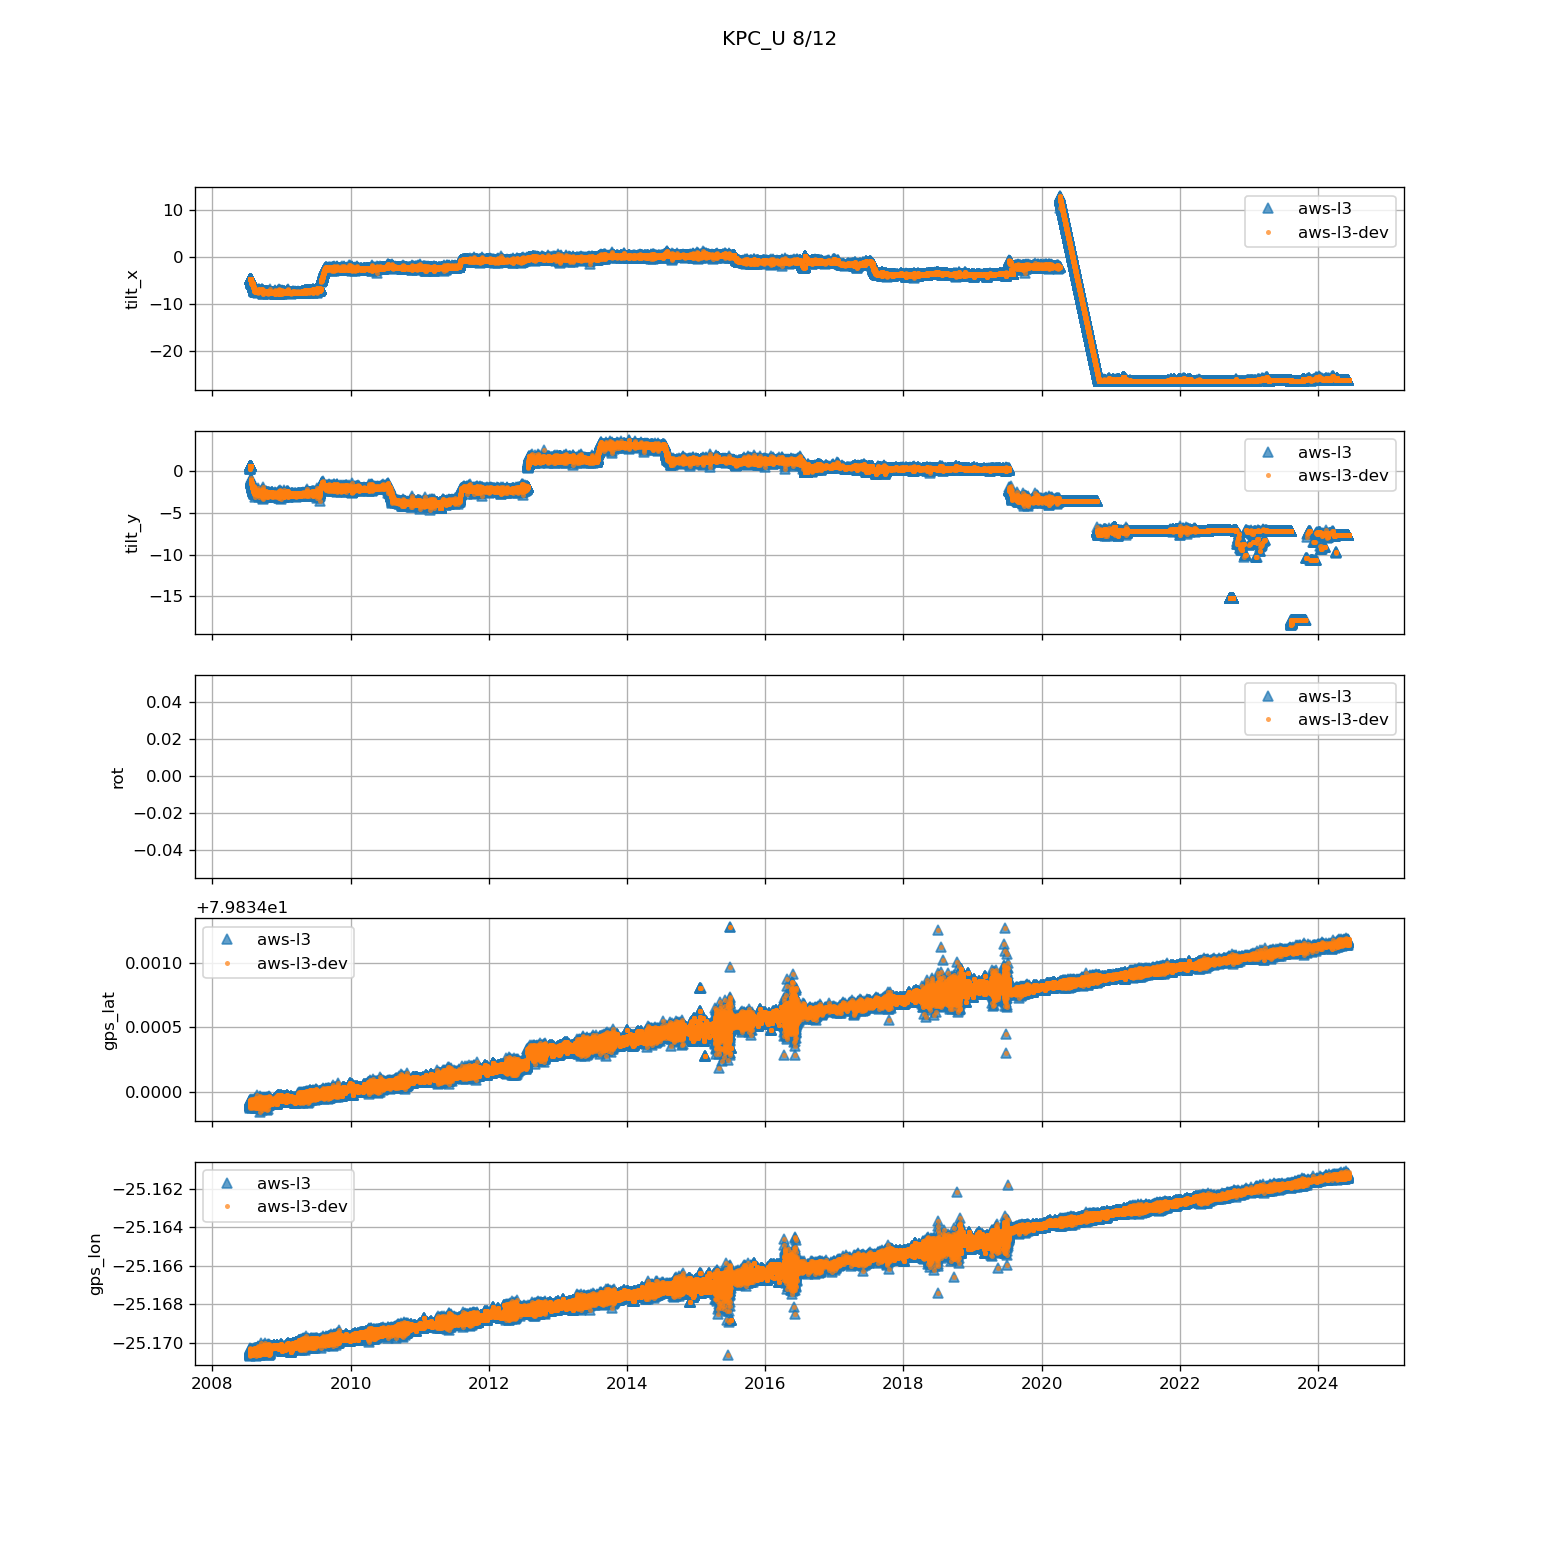 KPC_U 8/12
10
0
−10
−20
tilt_x
aws-l3
aws-l3-dev
0
−5
−10
−15
tilt_y
aws-l3
aws-l3-dev
0.04
0.02
0.00
−0.02
−0.04
rot
aws-l3
aws-l3-dev
+7.9834e1
0.0010
0.0005
0.0000
gps_lat
aws-l3
aws-l3-dev
−25.162
−25.164
−25.166
−25.168
−25.170
gps_lon
aws-l3
aws-l3-dev
2008 2010 2012 2014 2016 2018 2020 2022 2024